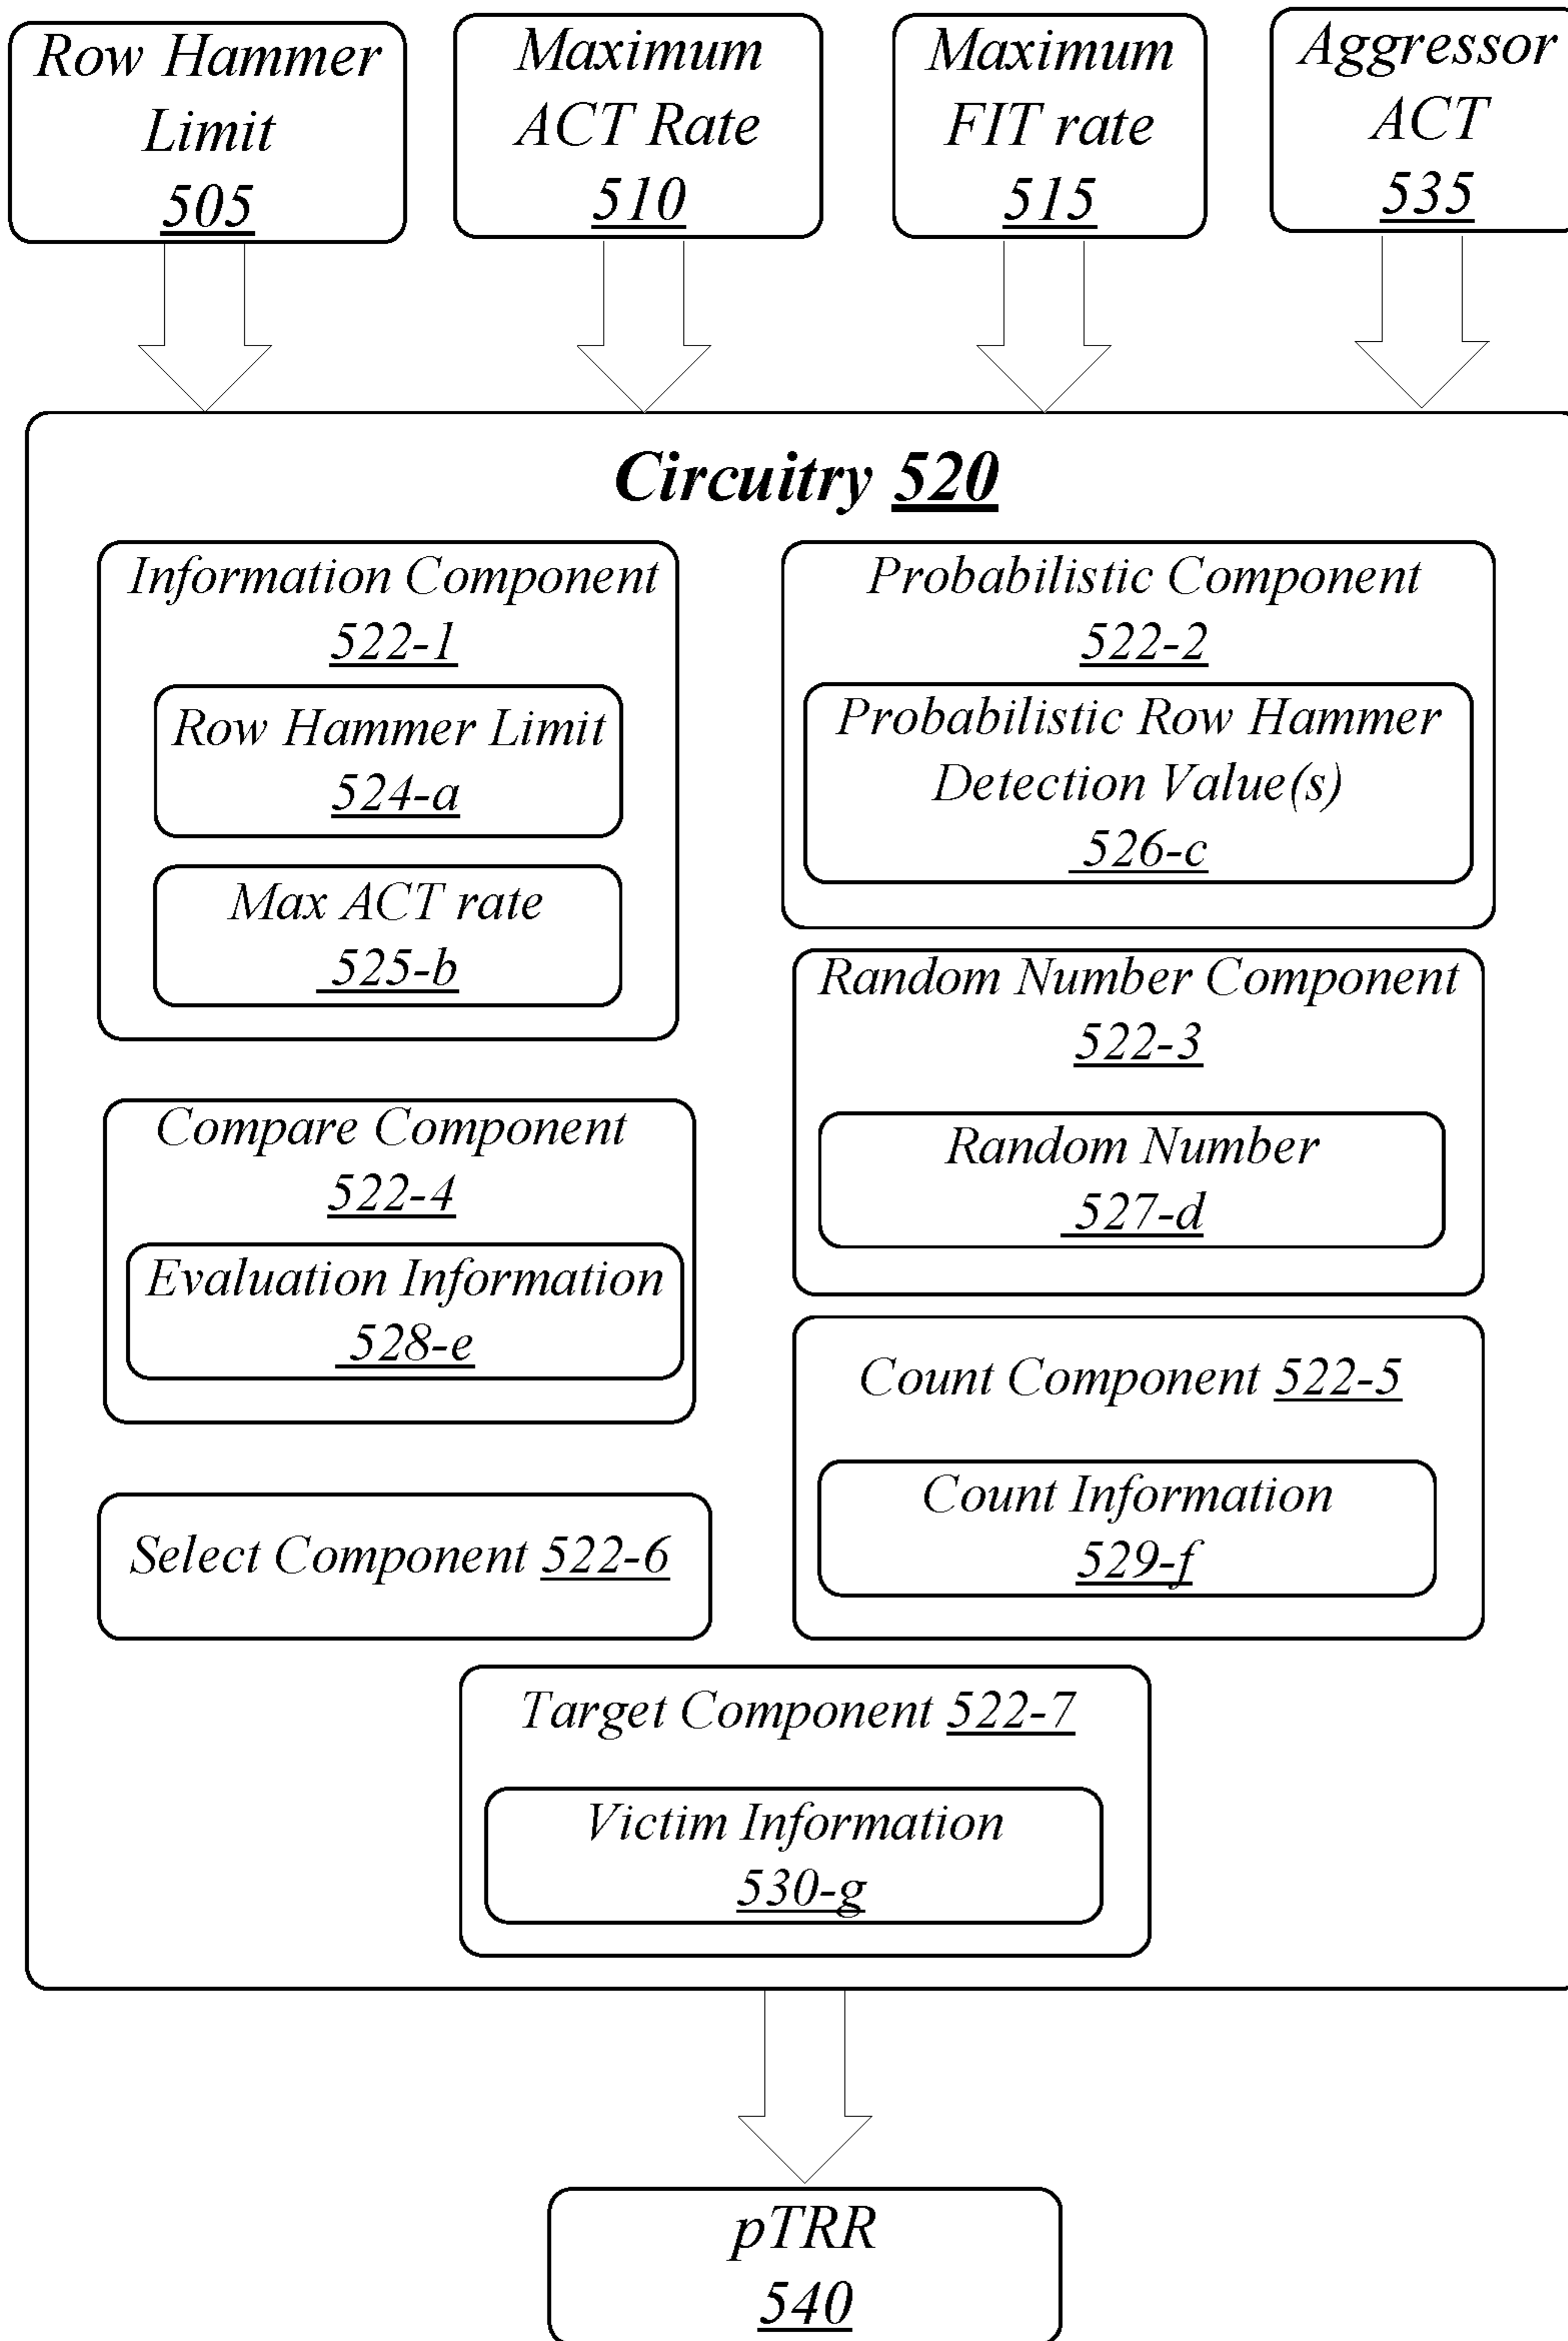 Row Hammer
Limit
505
Maximum
ACT Rate
510
Maximum
FIT rate
515
Aggressor
ACT
535
Circuitry 520
Information Component
522-1
Row Hammer Limit
524-a
Max ACT rate
525-b
Probabilistic Component
522-2
Probabilistic Row Hammer
Detection Value(s)
526-c
Random Number Component
522-3
Random Number
527-d
Compare Component
522-4
Evaluation Information
528-e
Count Component 522-5
Count Information
529-f
Select Component 522-6
Target Component 522-7
Victim Information
530-g
pTRR
540